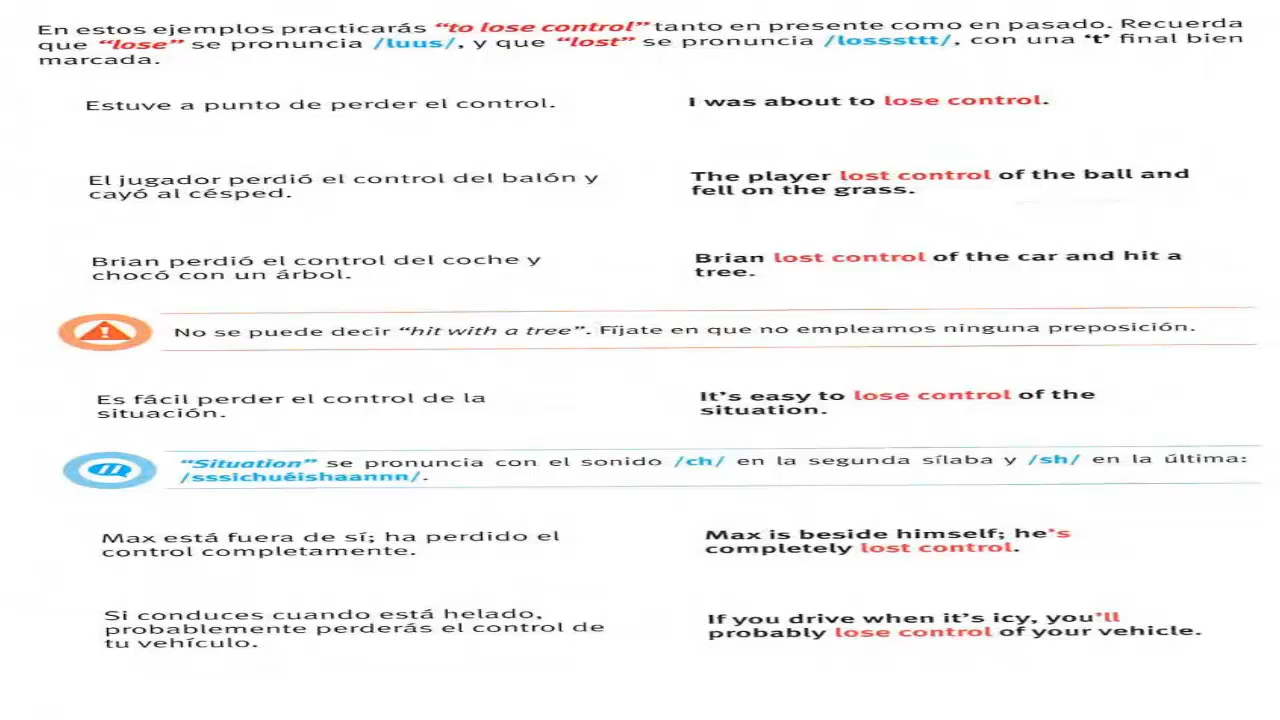 En estos ejemplos practicarás “to lose control” tanto en presente como en pasado. Recuerda
que “lose” se pronuncia /luus/, y que “lost” se pronuncia /losssttt/, con una ‘t’ final bien
marcada.
Estuve a punto de perder el control.
I was about to lose control.
El jugador perdió el control del balón y
cayó al césped.
The player lost control of the ball and
fell on the grass.
Brian perdió el control del coche y
chocó con un árbol.
Brian lost control of the car and hit a
tree.
No se puede decir “hit with a tree”. Fíjate en que no empleamos ninguna preposición.
Es fácil perder el control de la
situación.
It’s easy to lose control of the
situation.
“Situation” se pronuncia con el sonido /ch/ en la segunda sílaba y /sh/ en la última:
/sssichuéishaannn/.
Max está fuera de sí; ha perdido el
control completamente.
Max is beside himself; he’s
completely lost control.
Si conduces cuando está helado,
probablemente perderás el control de
tu vehículo.
If you drive when it’s icy, you’ll
probably lose control of your vehicle.